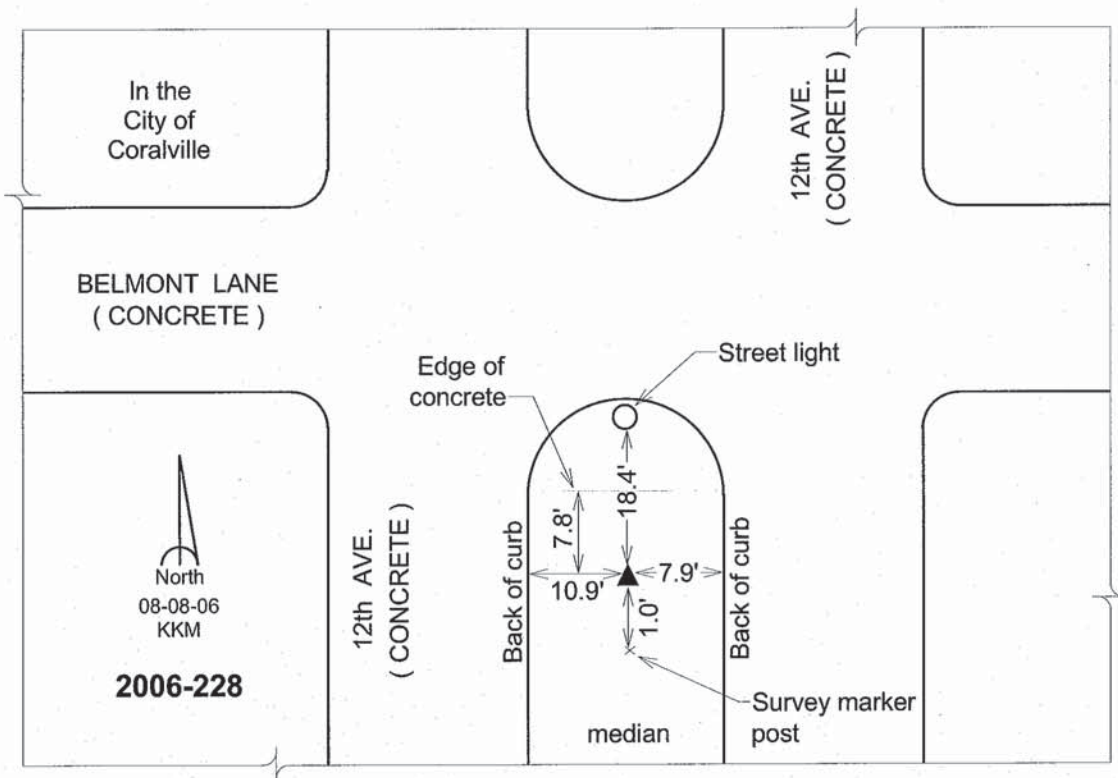 In the
City of
Coralville
12th AVE.
( CONCRETE )
BELMONT LANE
( CONCRETE )
Street light
Edge of
concrete
18.4'
7.8'
10.9'
7.9'
1.0'
Back of curb
Back of curb
12th AVE.
( CONCRETE )
North
08-08-06
KKM
2006-228
Survey marker
post
median